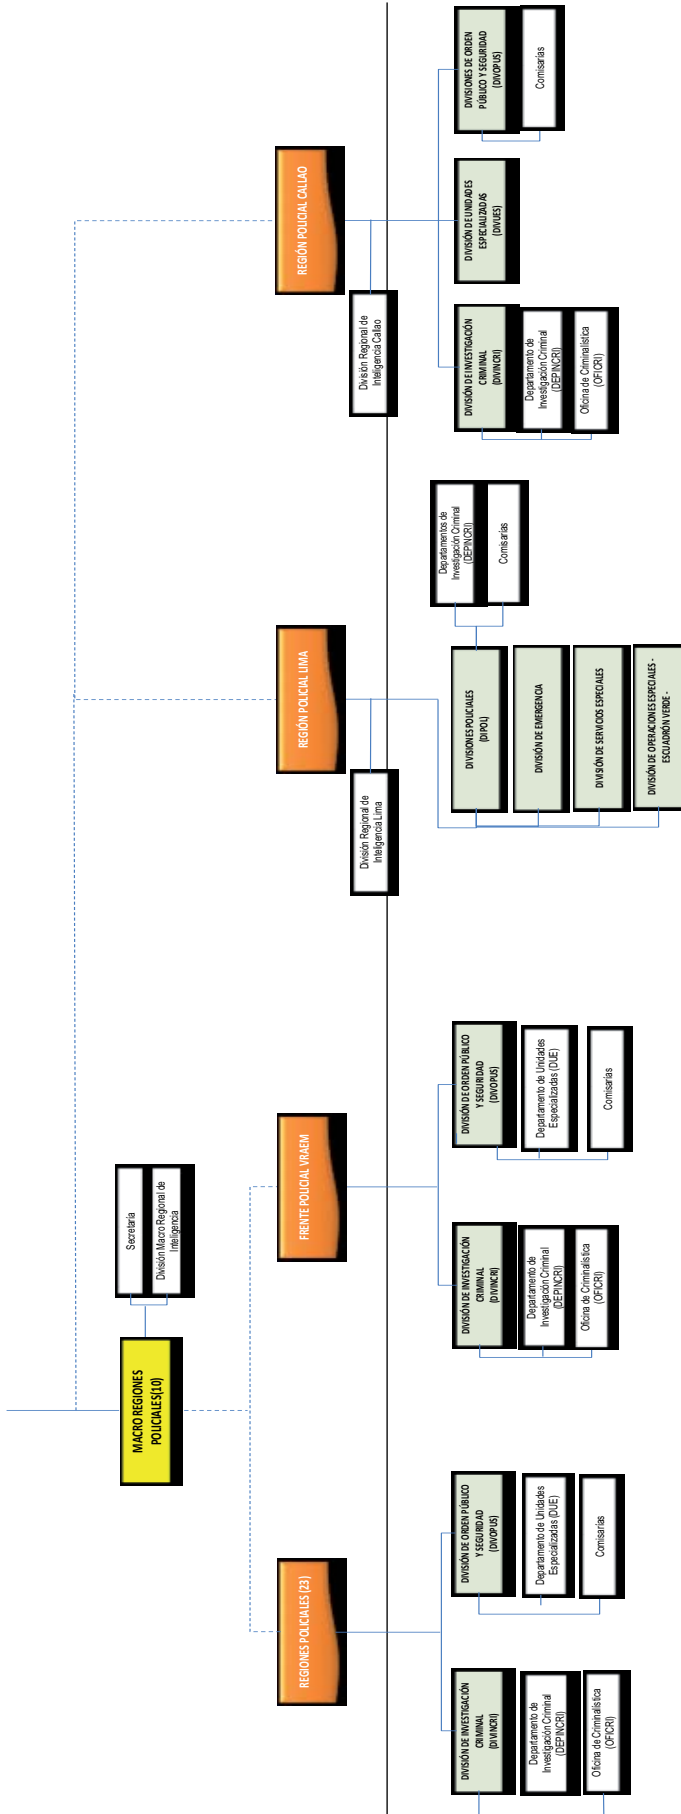 MACRO REGIONES
POLICIALES(10)
Secretaría
División Macro Regional de
Inteligencia
REGIONES POLICIALES (23)
FRENTE POLICIAL VRAEM
REGIÓN POLICIAL LIMA
REGIÓN POLICIAL CALLAO
División Regional de
Inteligencia Lima
División Regional de
Inteligencia Callao
DIVISIÓN DE INVESTIGACIÓN
CRIMINAL
(DIVINCRI)
Departamento de
Investigación Criminal
(DEPINCRI)
Oficina de Criminalística
(OFICRI)
DIVISIÓN DE ORDEN PÚBLICO
Y SEGURIDAD
(DIVOPUS)
Departamento de Unidades
Especializadas (DUE)
Comisarías
DIVISIÓN DE INVESTIGACIÓN
CRIMINAL
(DIVINCRI)
Departamento de
Investigación Criminal
(DEPINCRI)
Oficina de Criminalística
(OFICRI)
DIVISIÓN DE ORDEN PÚBLICO
Y SEGURIDAD
(DIVOPUS)
Departamento de Unidades
Especializadas (DUE)
Comisarías
DIVISIONES POLICIALES
(DIPOL)
Departamentos de
Investigación Criminal
(DEPINCRI)
Comisarías
DIVISIÓN DE EMERGENCIA
DIVISIÓN DE SERVICIOS ESPECIALES
DIVISIÓN DE OPERACIONES ESPECIALES -
ESCUADRÓN VERDE -
DIVISIÓN DE INVESTIGACIÓN
CRIMINAL
(DIVINCRI)
Departamento de
Investigación Criminal
(DEPINCRI)
Oficina de Criminalística
(OFICRI)
DIVISIÓN DE UNIDADES
ESPECIALIZADAS
(DIVUES)
DIVISIONES DE ORDEN
PÚBLICO Y SEGURIDAD
(DIVOPUS)
Comisarías